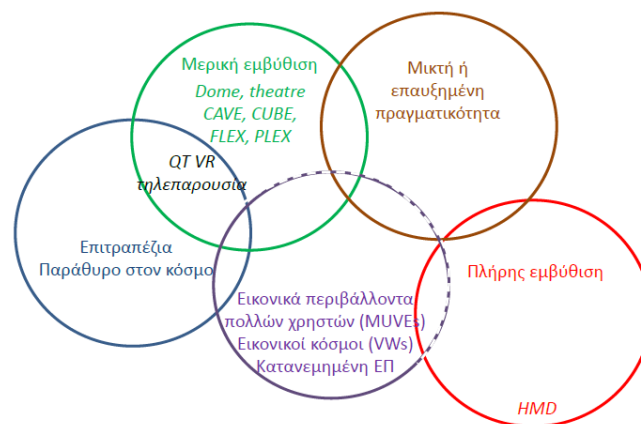 Μερική εμβύθιση
Dome, theatre
CAVE, CUBE,
FLEX, PLEX
Μικτή ή
επαυξημένη
πραγματικότητα
QT VR
τηλεπαρουσία
Επιτραπέζια
Παράθυρο στον κόσμο
Εικονικά περιβάλλοντα
πολλών χρηστών (MUVEs)
Εικονικοί κόσμοι (VWs)
Κατανεμημένη ΕΠ
Πλήρης εμβύθιση
HMD